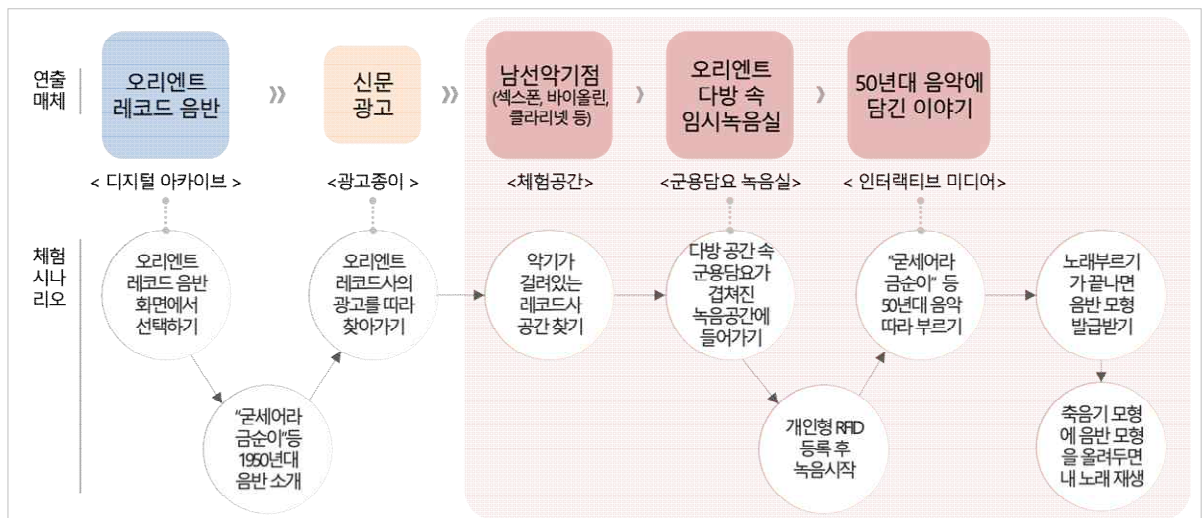 연출
매체
오리엔트
레코드 음반
신문
광고
남선악기점
(섹스폰, 바이올린,
클라리넷 등)
오리엔트
다방 속
임시녹음실
50년대 음악에
담긴 이야기
< 디지털 아카이브 >
<광고종이>
<체험공간>
<군용담요 녹음실>
< 인터랙티브 미디어>
체험
시나
리오
오리엔트
레코드 음반
화면에서
선택하기
"굳세어라
금순이"등
1950년대
음반 소개
오리엔트
레코드사의
광고를 따라
찾아가기
악기가
걸려있는
레코드사
공간 찾기
다방 공간 속
군용담요가
겹쳐진
녹음공간에
들어가기
개인형 RFID
등록 후
녹음시작
"굳세어라
금순이" 등
50년대 음악
따라 부르기
노래부르기
가 끝나면
음반 모형
발급받기
축음기 모형
에 음반 모형
을 올려두면
내 노래 재생